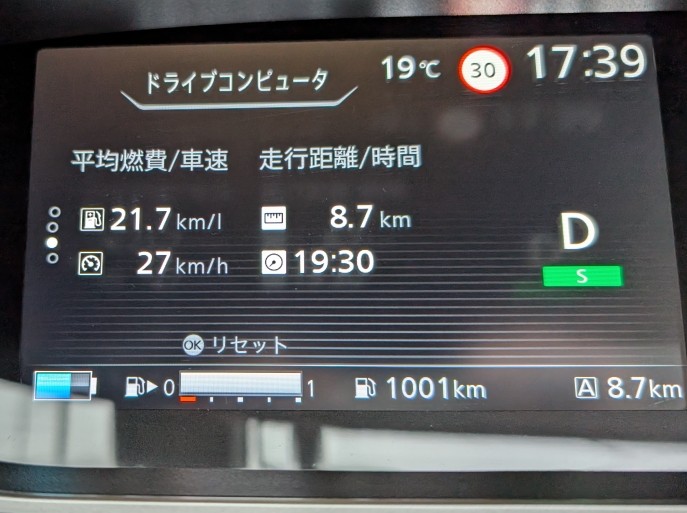 ドライブコンピュータ 19℃ 30 17:39
平均燃費/車速 走行距離/時間
21.7 km/l 8.7 km
D
27 km/h 19:30
S
OK リセット
0 1 1001km A 8.7km